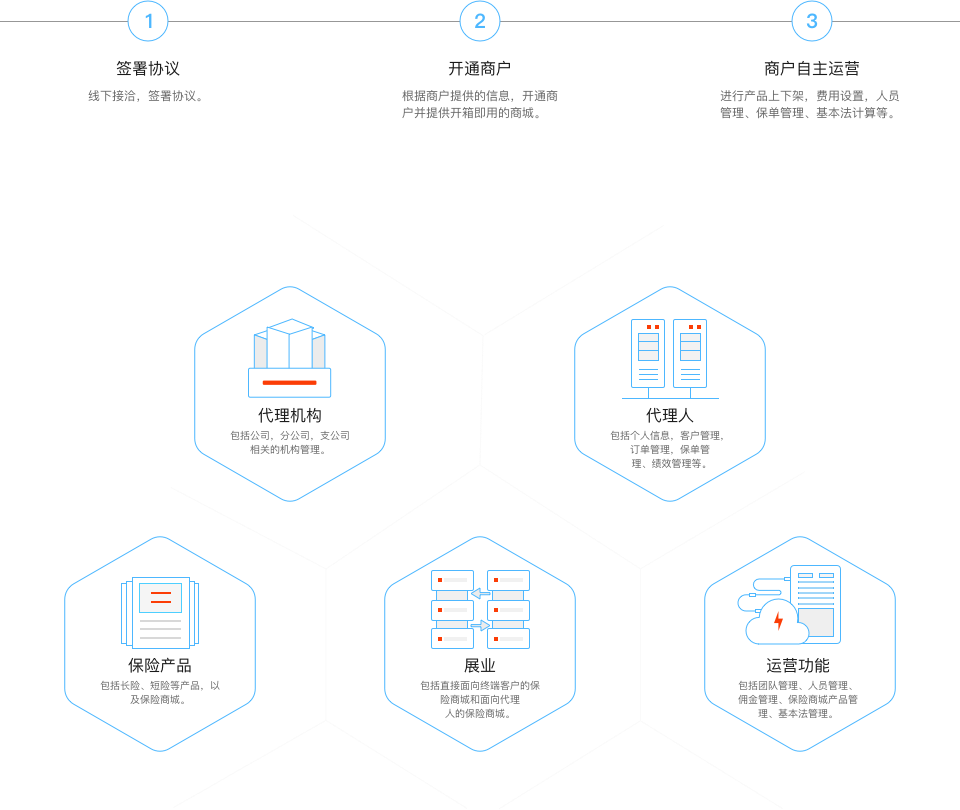 1
2
3
签署协议
开通商户
商户自主运营
线下接洽，签署协议。
根据商户提供的信息，开通商
户并提供开箱即用的商城。
进行产品上下架，费用设置，人员
管理、保单管理、基本法计算等。
代理机构
包括公司，分公司，支公司
相关的机构管理。
代理人
包括个人信息，客户管理，
订单管理，保单管
理、绩效管理等。
保险产品
包括长险、短险等产品，以
及保险商城。
展业
包括直接面向终端客户的保
险商城和面向代理
人的保险商城。
运营功能
包括团队管理、人员管理、
佣金管理、保险商城产品管
理、基本法管理。